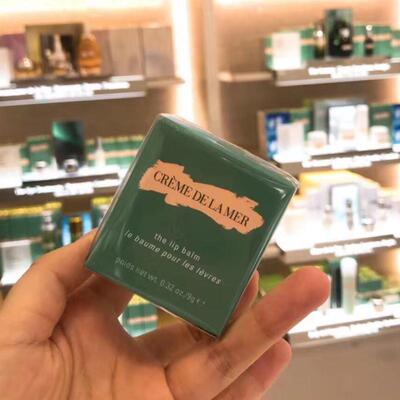 CRÈME DE LA MER
the lip balm
le baume pour les lèvres
poids net wt. 0.32 oz/9g ℮